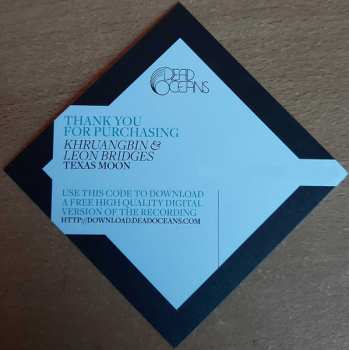 DEAD
OCEANS
THANK YOU
FOR PURCHASING
KHRUANGBIN &
LEON BRIDGES
TEXAS MOON
USE THIS CODE TO DOWNLOAD
A FREE HIGH QUALITY DIGITAL
VERSION OF THE RECORDING
HTTP://DOWNLOAD.DEADOCEANS.COM